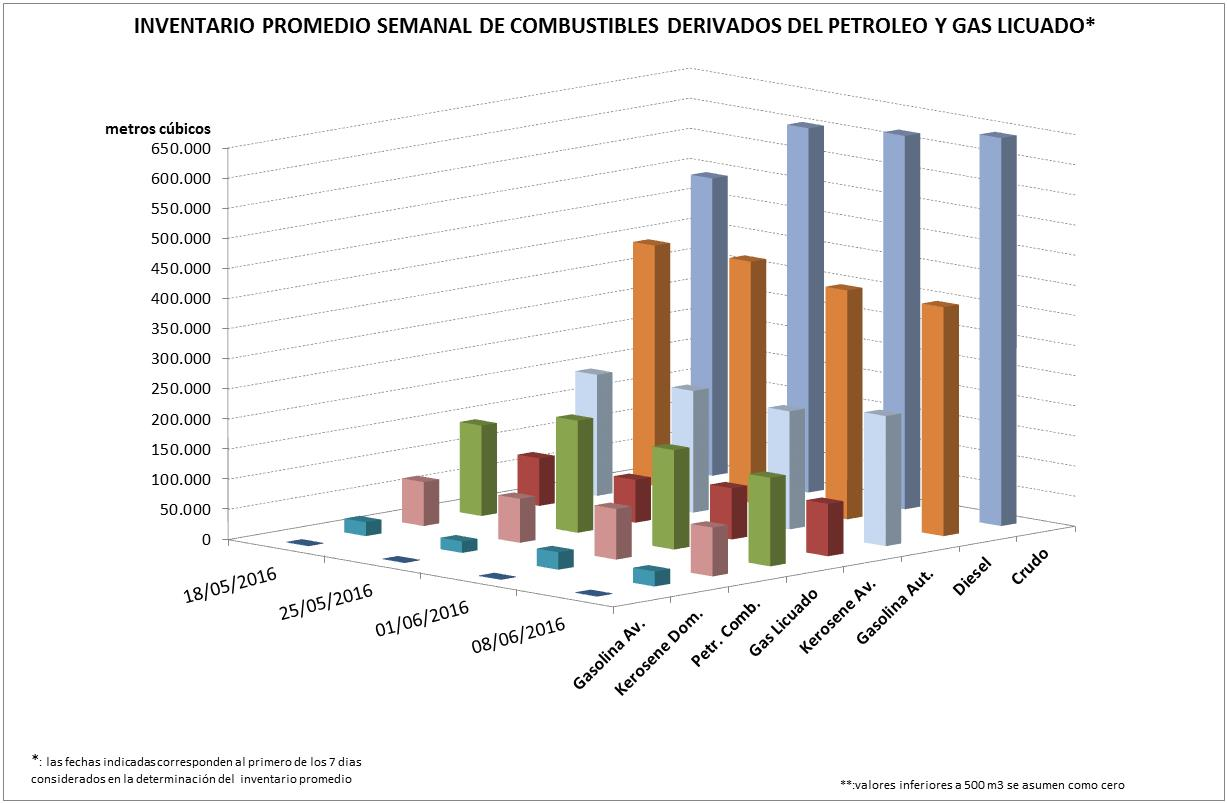 INVENTARIO PROMEDIO SEMANAL DE COMBUSTIBLES DERIVADOS DEL PETROLEO Y GAS LICUADO*
metros cúbicos
650.000
600.000
550.000
500.000
450.000
400.000
350.000
300.000
250.000
200.000
150.000
100.000
50.000
0
18/05/2016
25/05/2016
01/06/2016
08/06/2016
Gasolina Av.
Kerosene Dom.
Petr. Comb.
Gas Licuado
Kerosene Av.
Gasolina Aut.
Diesel
Crudo
*: las fechas indicadas corresponden al primero de los 7 dias
considerados en la determinación del inventario promedio
**:valores inferiores a 500 m3 se asumen como cero